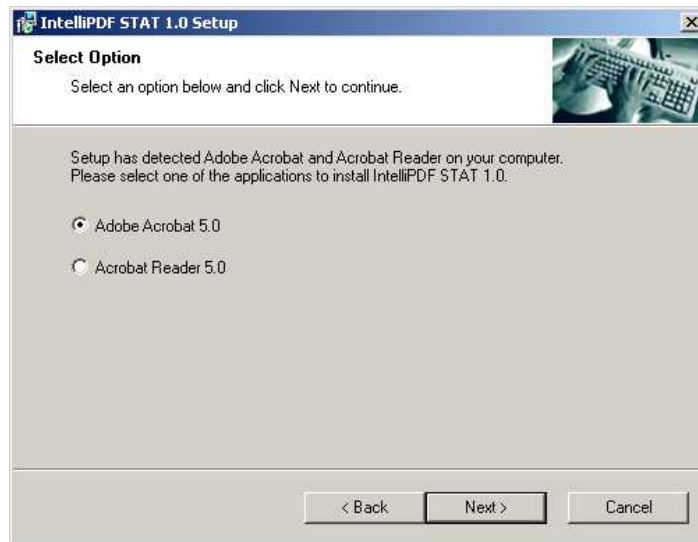 IntelliPDF STAT 1.0 Setup
Select Option
Select an option below and click Next to continue.
Setup has detected Adobe Acrobat and Acrobat Reader on your computer.
Please select one of the applications to install IntelliPDF STAT 1.0.
Adobe Acrobat 5.0
Acrobat Reader 5.0
< Back
Next >
Cancel